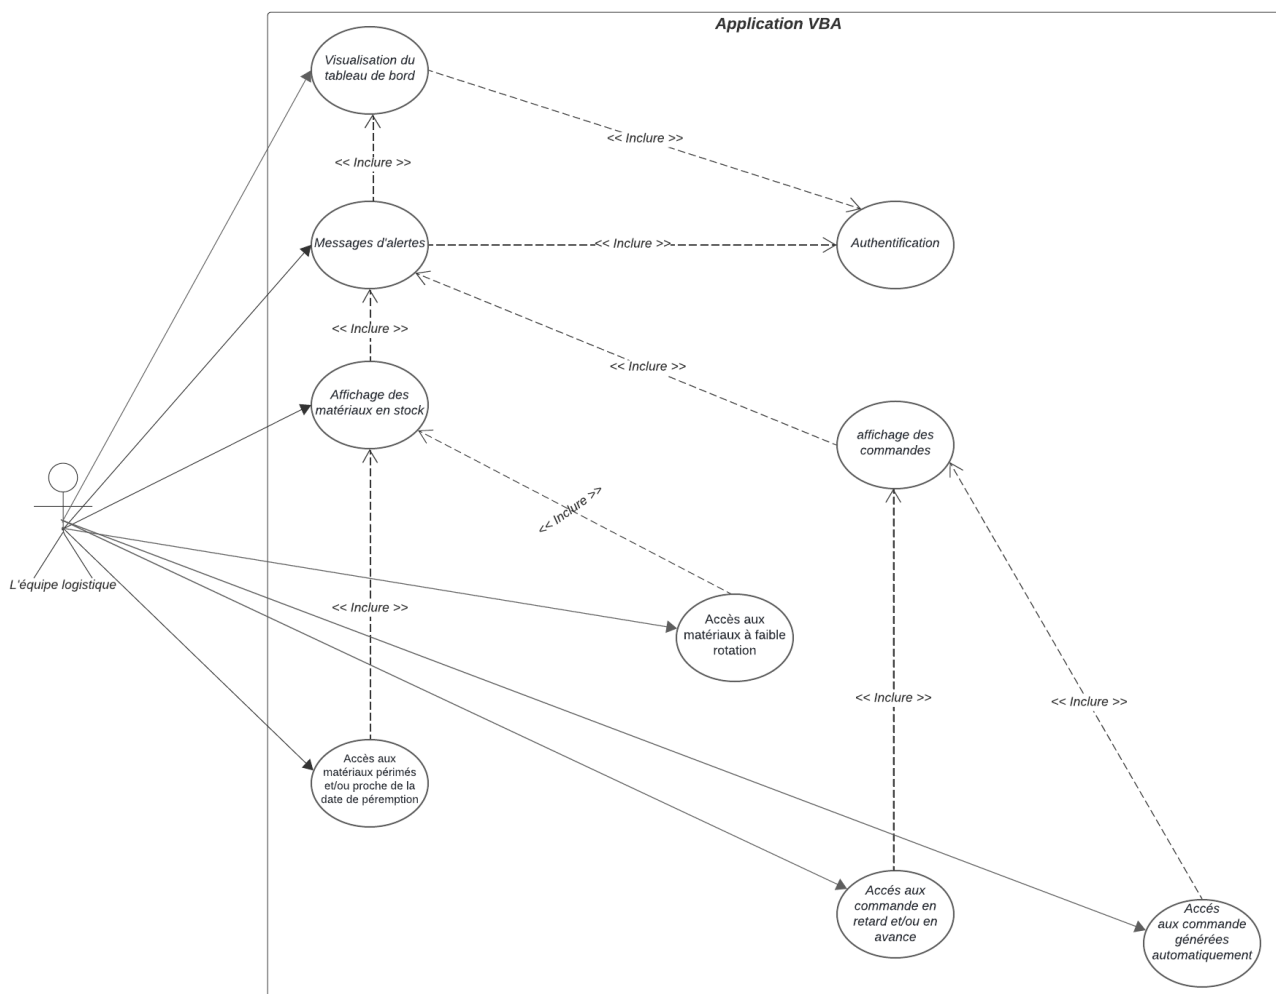 Application VBA
Visualisation du
tableau de bord
<< Inclure >>
<< Inclure >>
Messages d'alertes
<< Inclure >>
Authentification
<< Inclure >>
<< Inclure >>
Affichage des
matériaux en stock
affichage des
commandes
<< Inclure >>
L'équipe logistique
<< Inclure >>
Accès aux
matériaux à faible
rotation
<< Inclure >>
<< Inclure >>
Accès aux
matériaux périmés
et/ou proche de la
date de péremption
Accés aux
commande en
retard et/ou en
avance
Accés
aux commande
générées
automatiquement